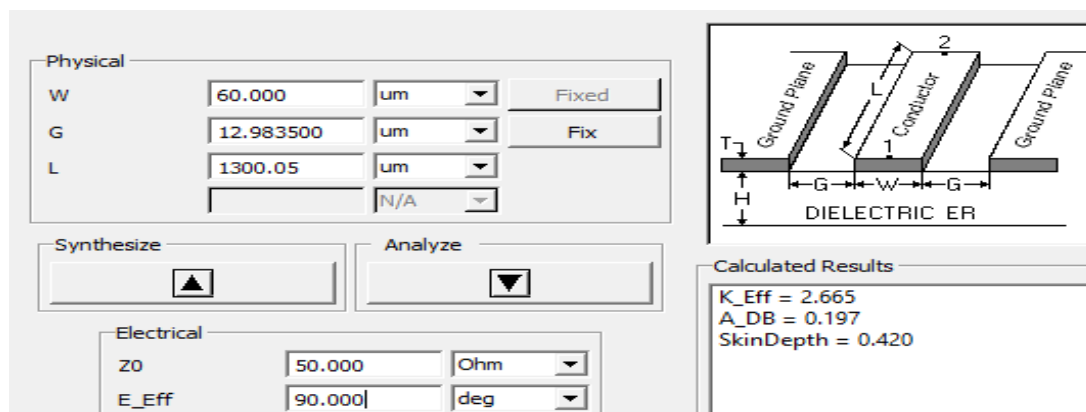 Physical
W 60.000 um Fixed
G 12.983500 um Fix
L 1300.05 um
N/A
Synthesize Analyze
Electrical
Z0 50.000 Ohm
E_Eff 90.000 deg
2
Ground Plane
L
Conductor
Ground Plane
T
1
G W G
H
DIELECTRIC ER
Calculated Results
K_Eff = 2.665
A_DB = 0.197
SkinDepth = 0.420